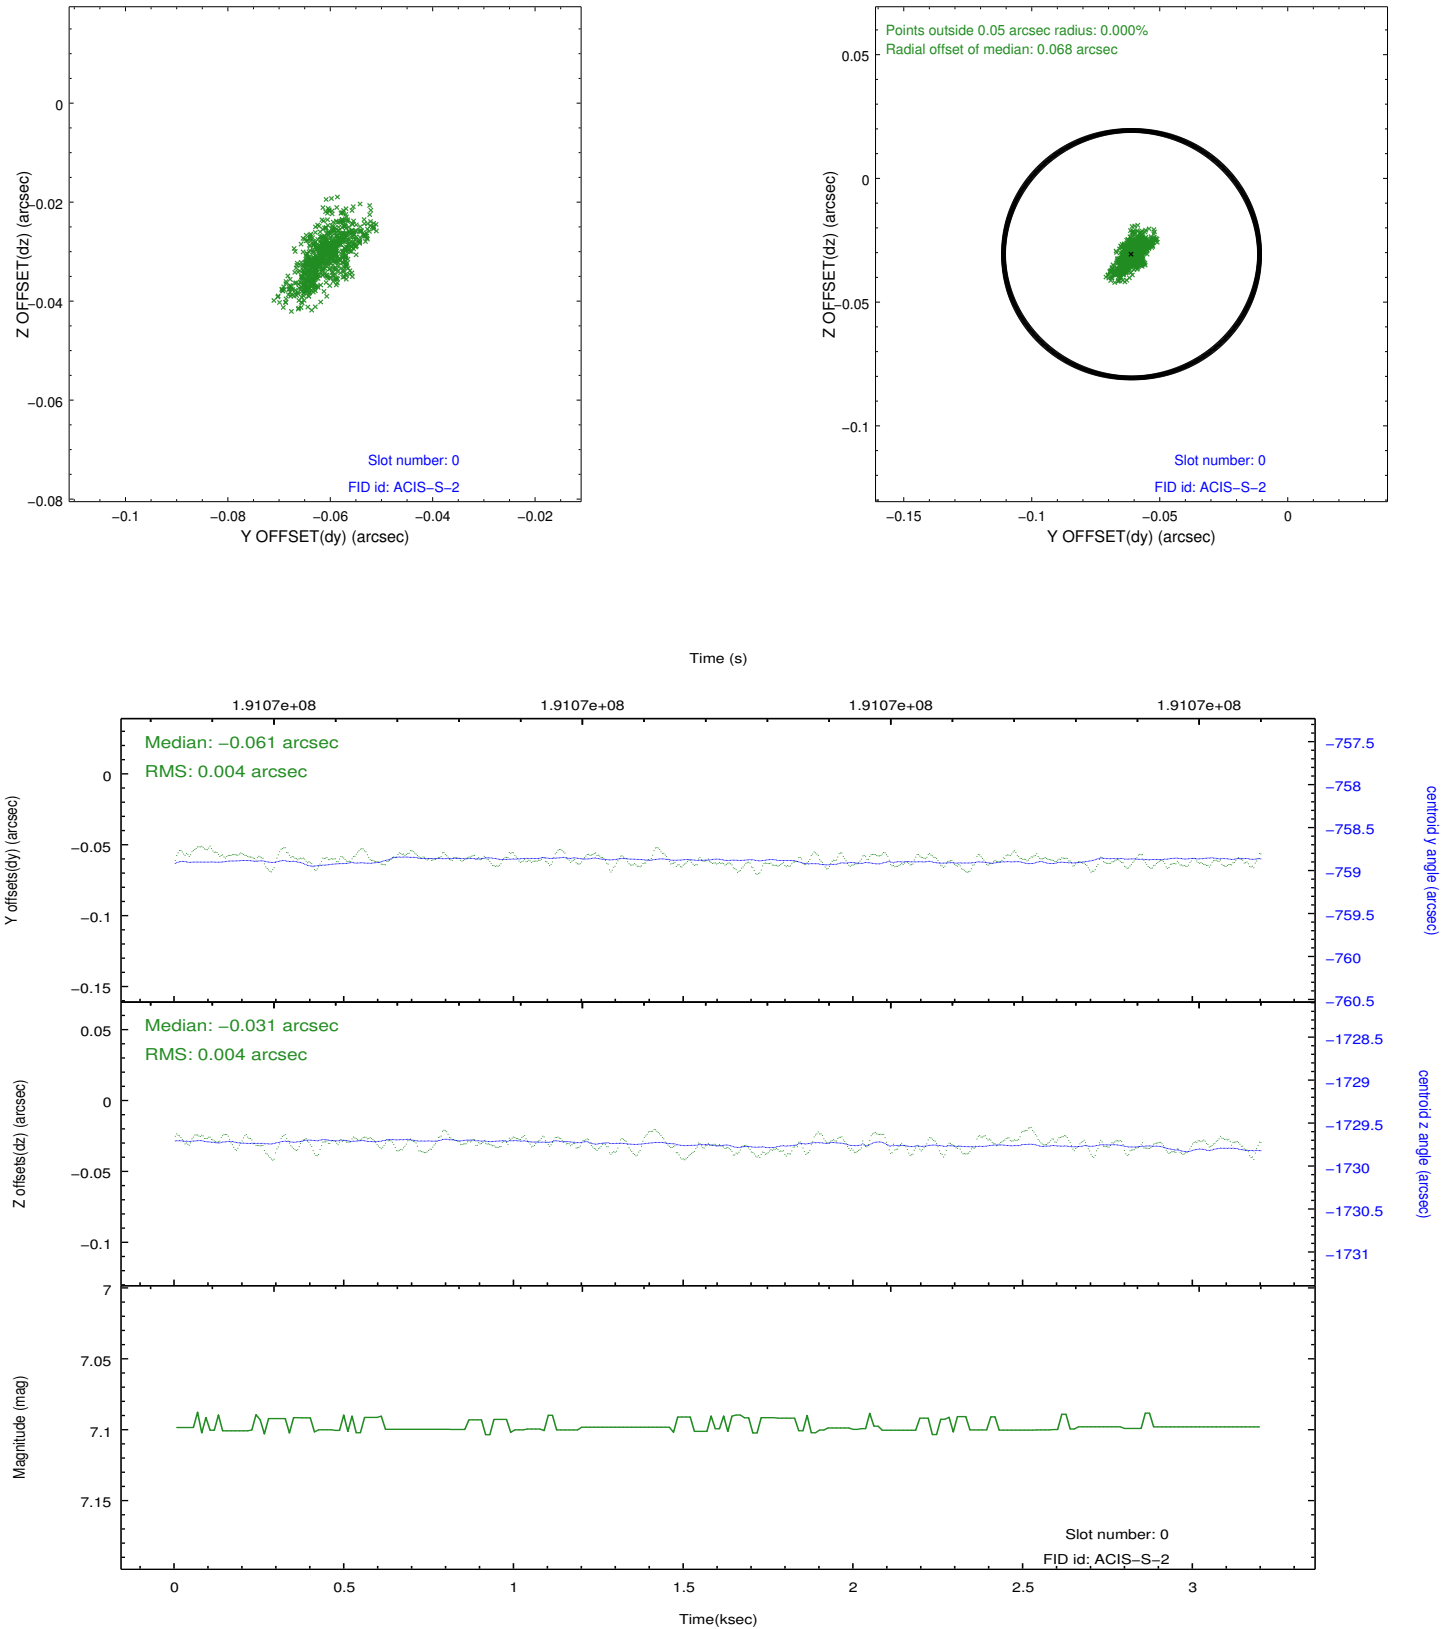 0
−0.02
−0.04
−0.06
−0.08
Z OFFSET(dz) (arcsec)
Slot number: 0
FID id: ACIS−S−2
−0.1
−0.08
−0.06
−0.04
−0.02
Y OFFSET(dy) (arcsec)
Points outside 0.05 arcsec radius: 0.000%
Radial offset of median: 0.068 arcsec
0.05
0
−0.05
−0.1
Z OFFSET(dz) (arcsec)
Slot number: 0
FID id: ACIS−S−2
−0.15
−0.1
−0.05
0
Y OFFSET(dy) (arcsec)
Time (s)
1.9107e+08
1.9107e+08
1.9107e+08
1.9107e+08
Median: −0.061 arcsec
RMS: 0.004 arcsec
0
−0.05
−0.1
−0.15
Y offsets(dy) (arcsec)
−757.5
−758
−758.5
−759
−759.5
−760
−760.5
centroid y angle (arcsec)
Median: −0.031 arcsec
RMS: 0.004 arcsec
0.05
0
−0.05
−0.1
Z offsets(dz) (arcsec)
−1728.5
−1729
−1729.5
−1730
−1730.5
−1731
centroid z angle (arcsec)
7
7.05
7.1
7.15
Magnitude (mag)
Slot number: 0
FID id: ACIS−S−2
0
0.5
1
1.5
2
2.5
3
Time(ksec)